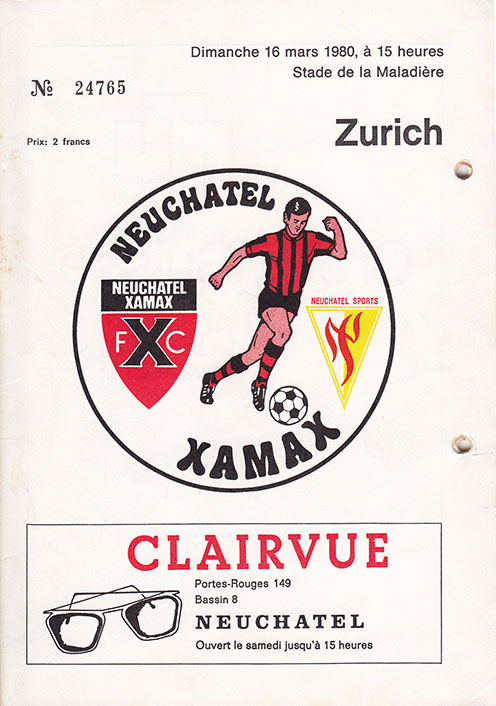 Dimanche 16 mars 1980, à 15 heures
Stade de la Maladière
№ 24765
Zurich
Prix: 2 francs
NEUCHATEL
NEUCHATEL
XAMAX
F X C
NEUCHATEL SPORTS
XAMAX
CLAIRVUE
Portes-Rouges 149
Bassin 8
NEUCHATEL
Ouvert le samedi jusqu'à 15 heures